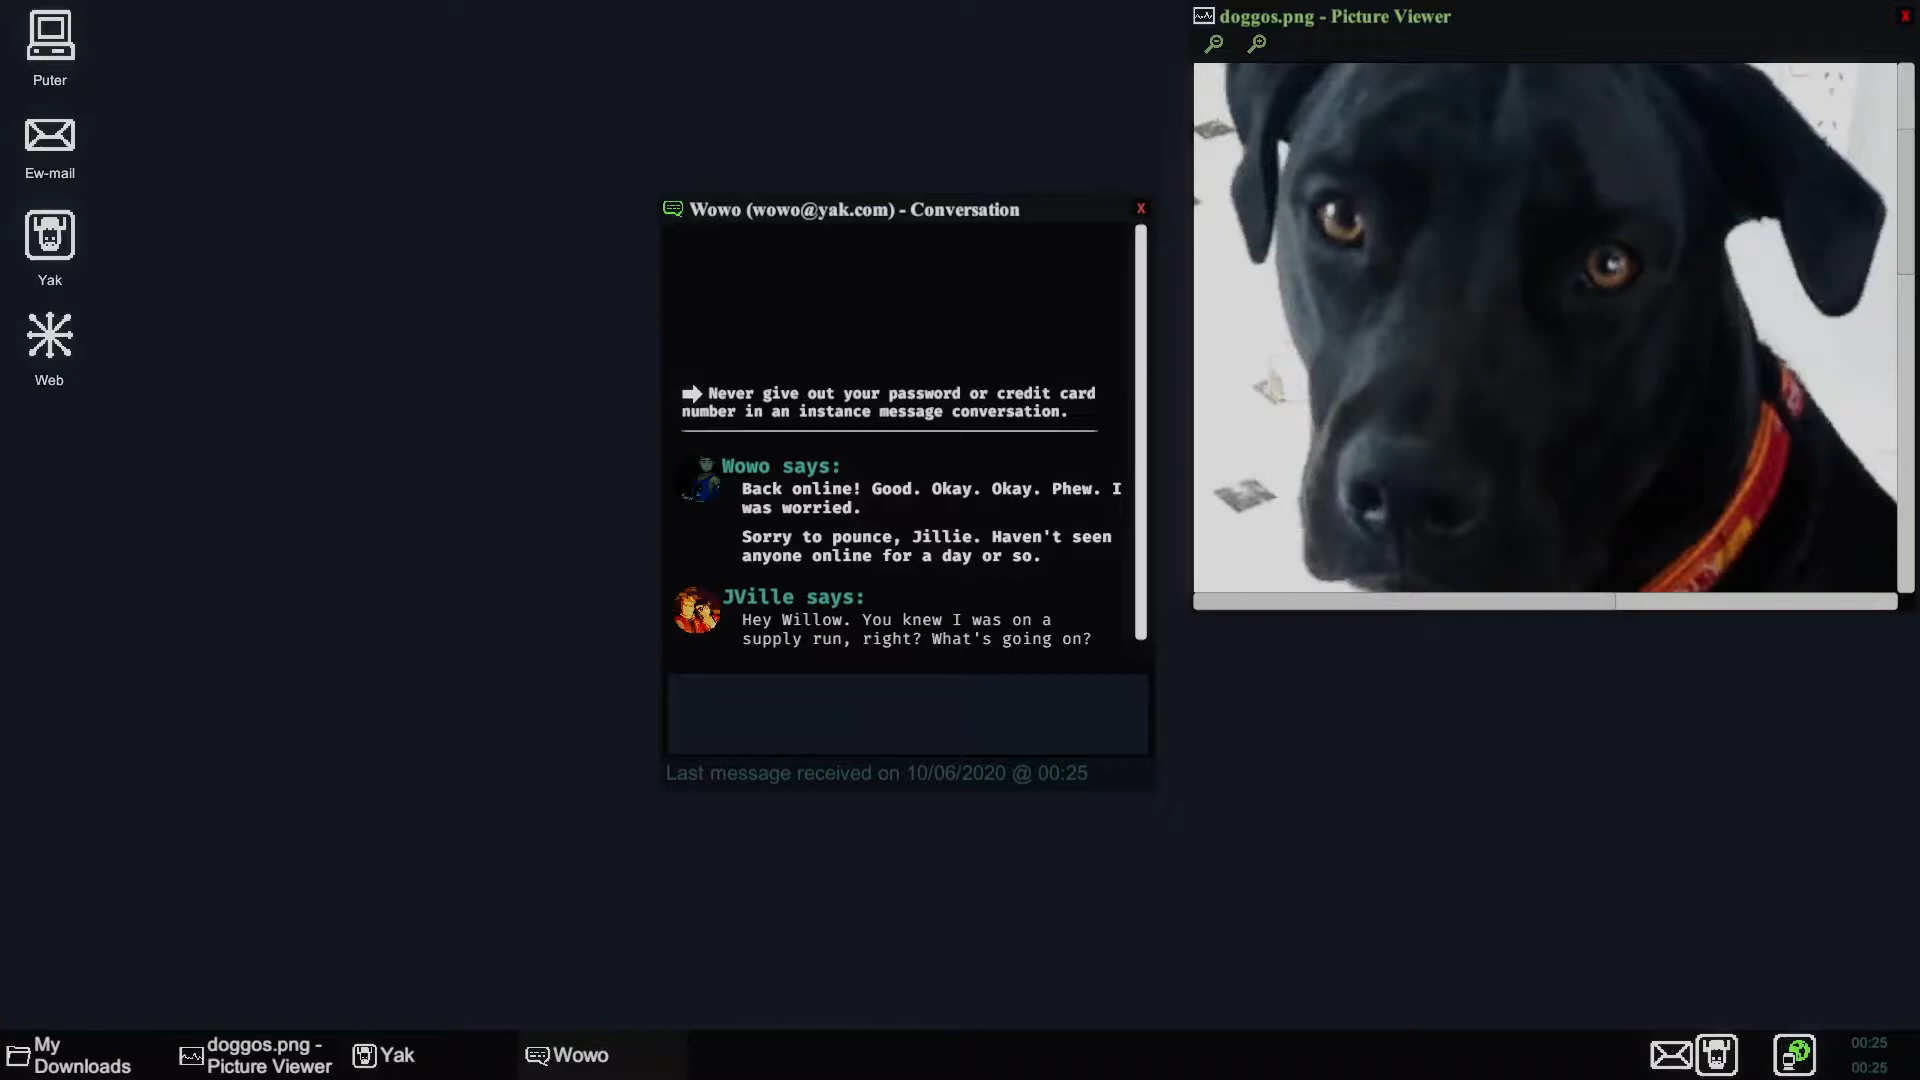 Puter
Ew-mail
Yak
Web
doggos.png - Picture Viewer
X
Wowo (wowo@yak.com) - Conversation
X
Never give out your password or credit card
number in an instance message conversation.
Wowo says:
Back online! Good. Okay. Okay. Phew. I
was worried.
Sorry to pounce, Jillie. Haven't seen
anyone online for a day or so.
JVille says:
Hey Willow. You knew I was on a
supply run, right? What's going on?
Last message received on 10/06/2020 @ 00:25
My
Downloads
doggos.png -
Picture Viewer
Yak
Wowo
00:25
00:25